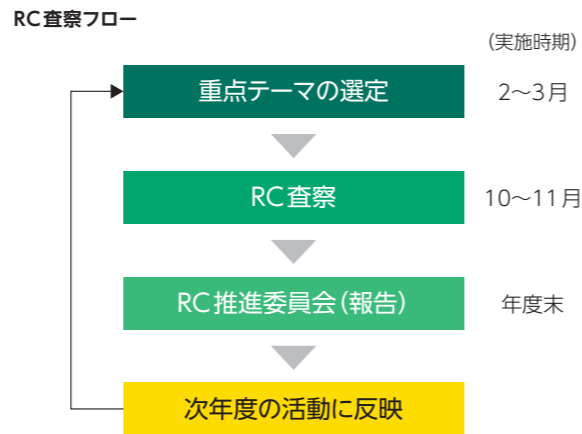 RC査察フロー
(実施時期)
重点テーマの選定 2〜3月
RC査察 10〜11月
RC推進委員会(報告) 年度末
次年度の活動に反映